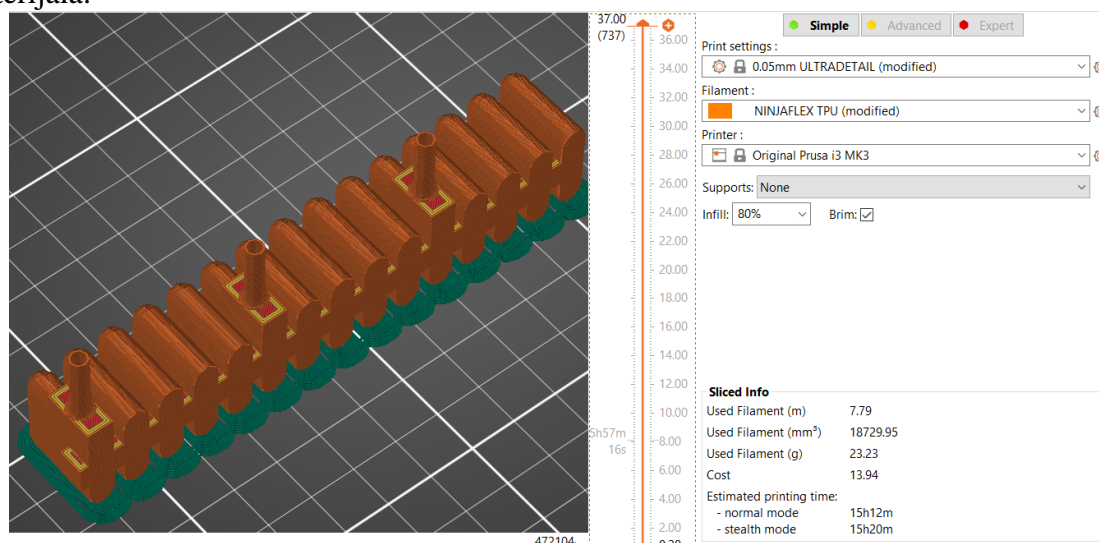 37.00
(737)
36.00
34.00
32.00
30.00
28.00
26.00
24.00
22.00
20.00
18.00
16.00
14.00
12.00
10.00
5h57m
16s
8.00
6.00
4.00
2.00
0.20
472104
Simple
Advanced
Expert
Print settings :
0.05mm ULTRADETAIL (modified)
Filament :
NINJAFLEX TPU (modified)
Printer :
Original Prusa i3 MK3
Supports: None
Infill: 80% Brim:
Sliced Info
Used Filament (m) 7.79
Used Filament (mm³) 18729.95
Used Filament (g) 23.23
Cost 13.94
Estimated printing time:
- normal mode 15h12m
- stealth mode 15h20m